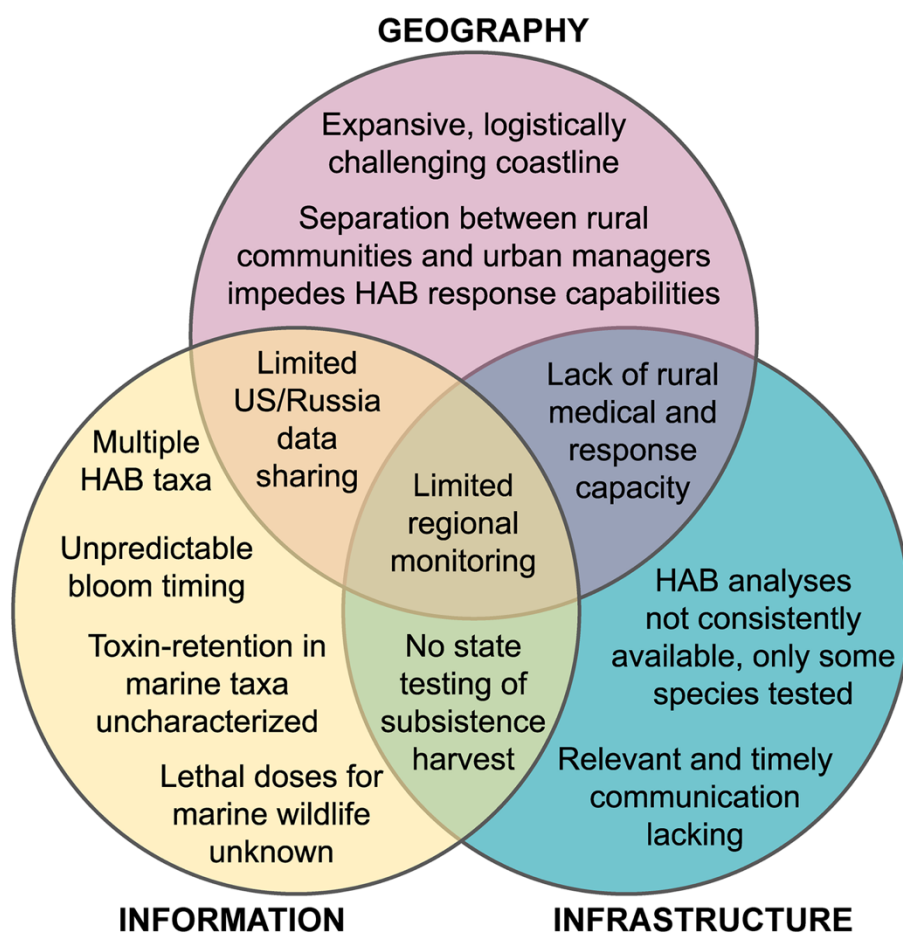 GEOGRAPHY
Expansive, logistically
challenging coastline
Separation between rural
communities and urban managers
impedes HAB response capabilities
Limited
US/Russia
data
sharing
Lack of rural
medical and
response
capacity
Multiple
HAB taxa
Limited
regional
monitoring
Unpredictable
bloom timing
HAB analyses
not consistently
available, only some
species tested
Toxin-retention in
marine taxa
uncharacterized
No state
testing of
subsistence
harvest
Lethal doses for
marine wildlife
unknown
Relevant and timely
communication
lacking
INFORMATION
INFRASTRUCTURE